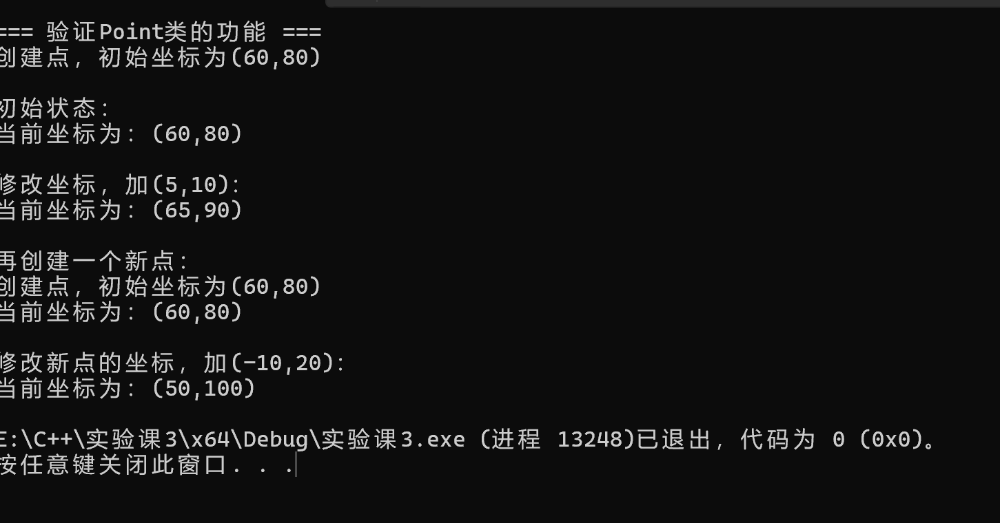 === 验证Point类的功能 ===
创建点，初始坐标为(60,80)
初始状态：
当前坐标为：(60,80)
修改坐标，加(5,10)：
当前坐标为：(65,90)
再创建一个新点：
创建点，初始坐标为(60,80)
当前坐标为：(60,80)
修改新点的坐标，加(-10,20)：
当前坐标为：(50,100)
E:\C++\实验课3\x64\Debug\实验课3.exe (进程 13248)已退出，代码为 0 (0x0)。
按任意键关闭此窗口. . .